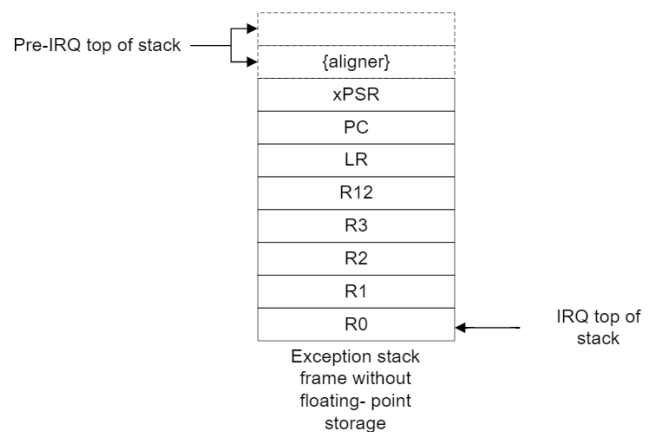 Pre-IRQ top of stack
{aligner}
xPSR
PC
LR
R12
R3
R2
R1
R0
IRQ top of
stack
Exception stack
frame without
floating- point
storage